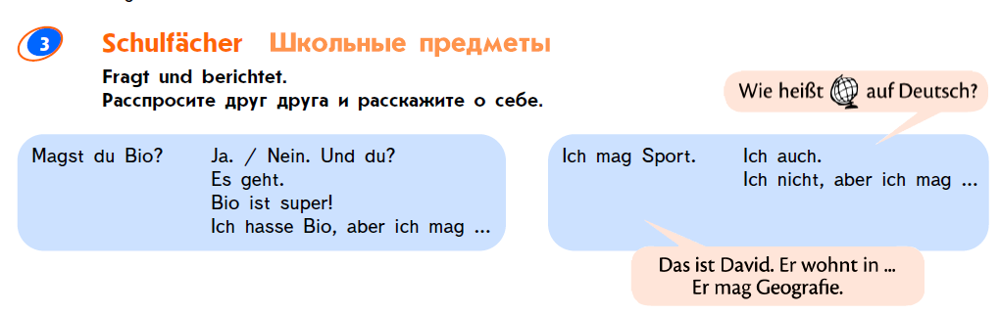 3
Schulfächer Школьные предметы
Fragt und berichtet.
Расспросите друг друга и расскажите о себе.
Wie heißt auf Deutsch?
Magst du Bio? Ja. / Nein. Und du?
Es geht.
Bio ist super!
Ich hasse Bio, aber ich mag ...
Ich mag Sport. Ich auch.
Ich nicht, aber ich mag ...
Das ist David. Er wohnt in ...
Er mag Geografie.